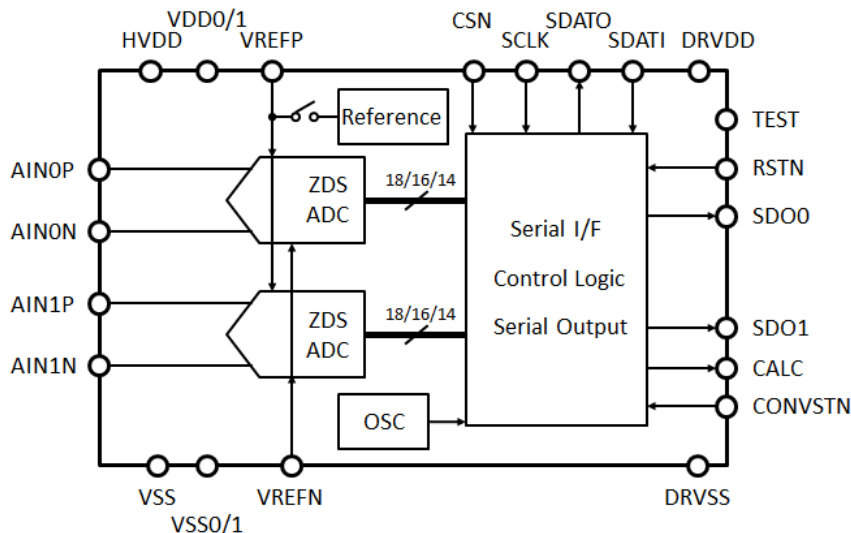 VDD0/1
HVDD
VREFP
CSN
SDATO
SCLK
SDATI
DRVDD
Reference
TEST
AIN0P
ZDS
ADC
18/16/14
RSTN
AIN0N
SDO0
Serial I/F
Control Logic
Serial Output
AIN1P
ZDS
ADC
18/16/14
SDO1
AIN1N
CALC
OSC
CONVSTN
VSS
VSS0/1
VREFN
DRVSS